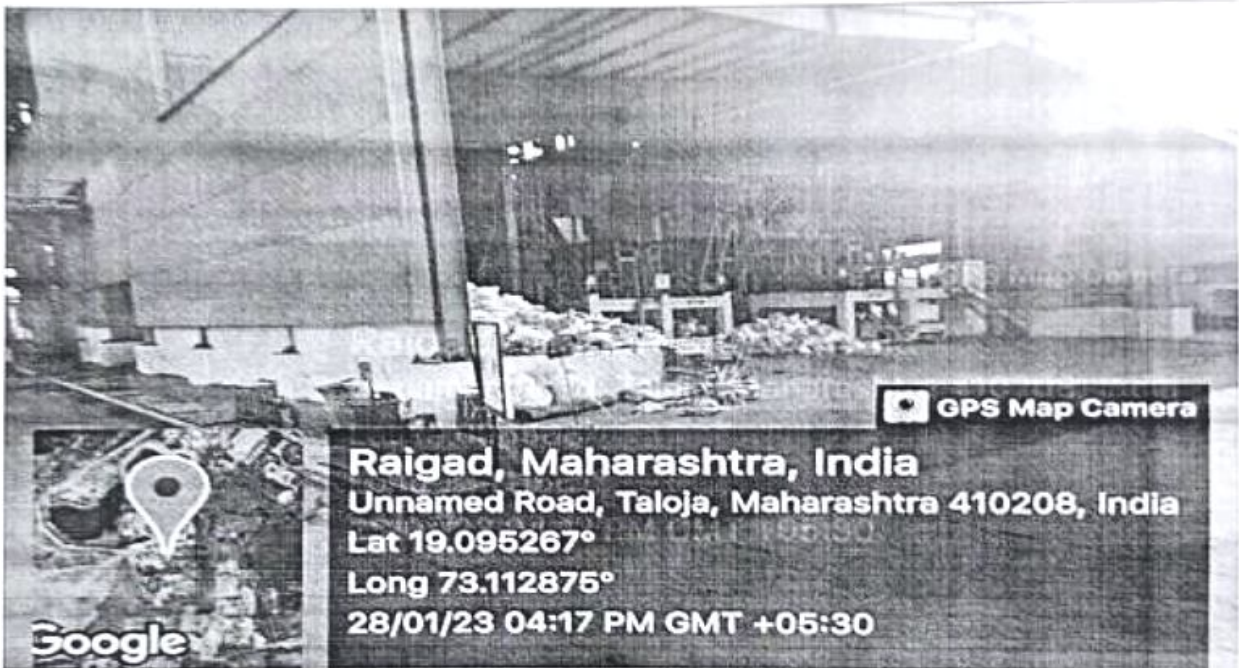 GPS Map Camera
Raigad, Maharashtra, India
Unnamed Road, Taloja, Maharashtra 410208, India
Lat 19.095267°
Long 73.112875°
28/01/23 04:17 PM GMT +05:30
Google